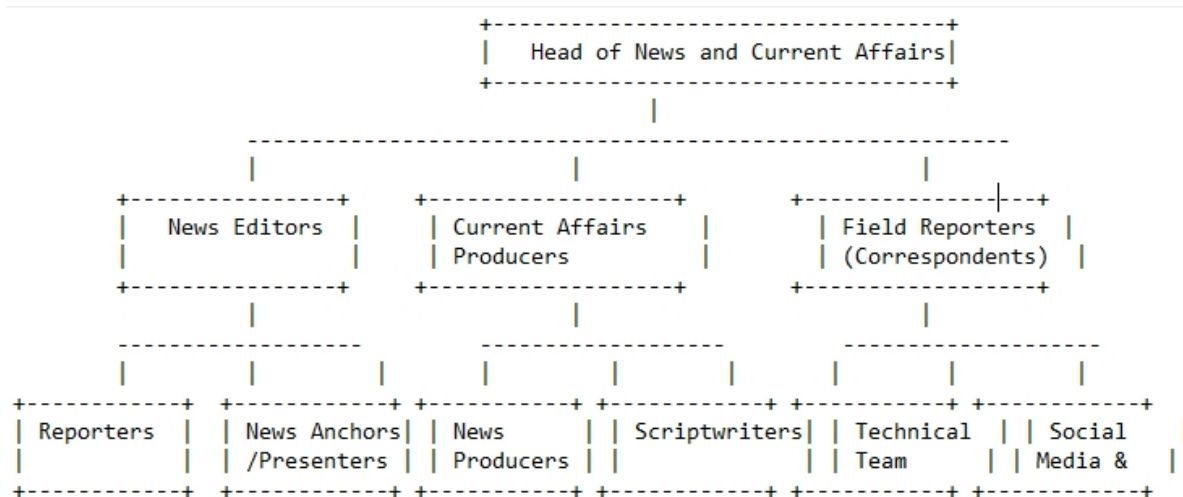 Head of News and Current Affairs
News Editors
Current Affairs
Producers
Field Reporters
(Correspondents)
Reporters
News Anchors
/Presenters
News
Producers
Scriptwriters
Technical
Team
Social
Media &